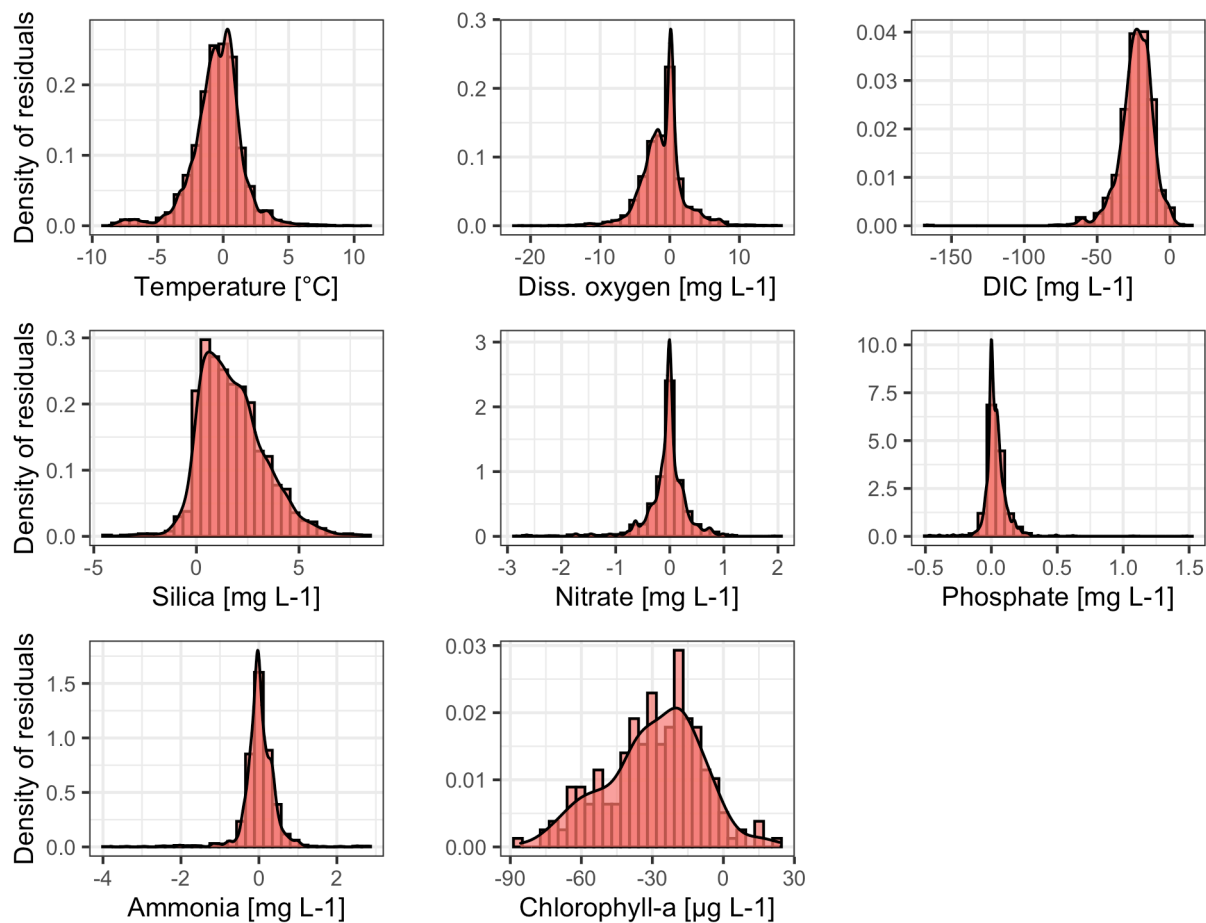 Density of residuals
0.2
0.1
0.0
-10 -5 0 5 10
Temperature [°C]
0.3
0.2
0.1
0.0
-20 -10 0 10
Diss. oxygen [mg L-1]
0.04
0.03
0.02
0.01
0.00
-150 -100 -50 0
DIC [mg L-1]
Density of residuals
0.3
0.2
0.1
0.0
-5 0 5
Silica [mg L-1]
3
2
1
0
-3 -2 -1 0 1 2
Nitrate [mg L-1]
10.0
7.5
5.0
2.5
0.0
-0.5 0.0 0.5 1.0 1.5
Phosphate [mg L-1]
Density of residuals
1.5
1.0
0.5
0.0
-4 -2 0 2
Ammonia [mg L-1]
0.03
0.02
0.01
0.00
-90 -60 -30 0 30
Chlorophyll-a [µg L-1]